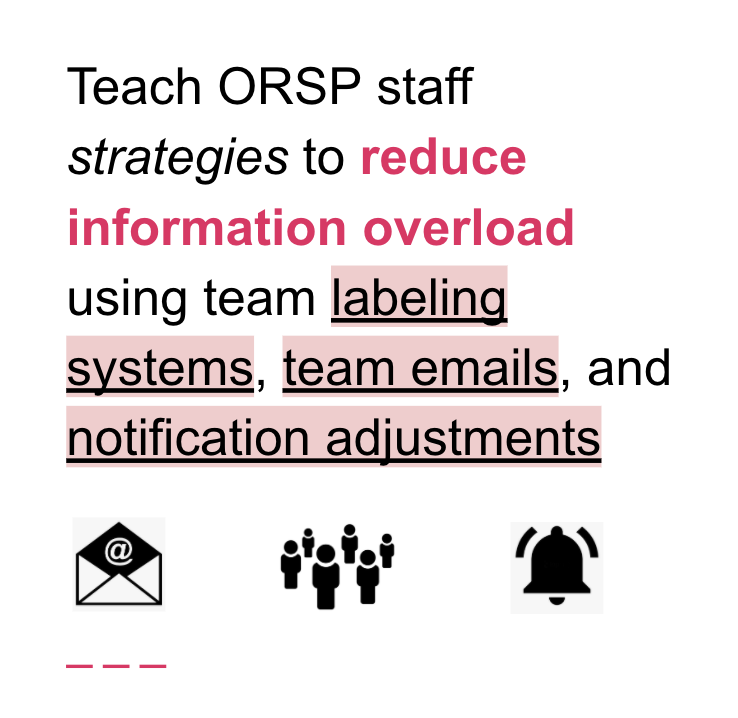 Teach ORSP staff
strategies to reduce
information overload
using team labeling
systems, team emails, and
notification adjustments
@
_ _ _